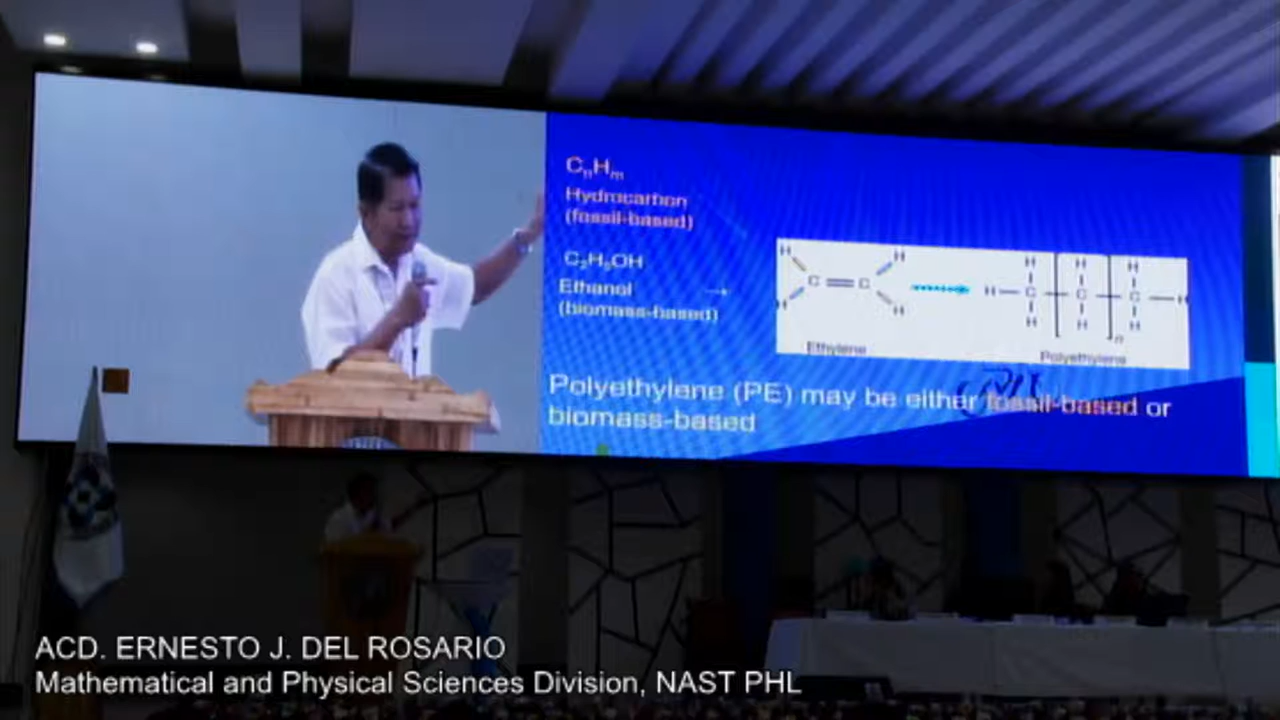 CnHm
Hydrocarbon
(fossil-based)
C2H5OH
Ethanol
(biomass-based)
H H H H H
C C H C C C H
H H H H H
n
Ethylene
Polyethylene
Polyethylene (PE) may be either fossil-based or
biomass-based
ACD. ERNESTO J. DEL ROSARIO
Mathematical and Physical Sciences Division, NAST PHL